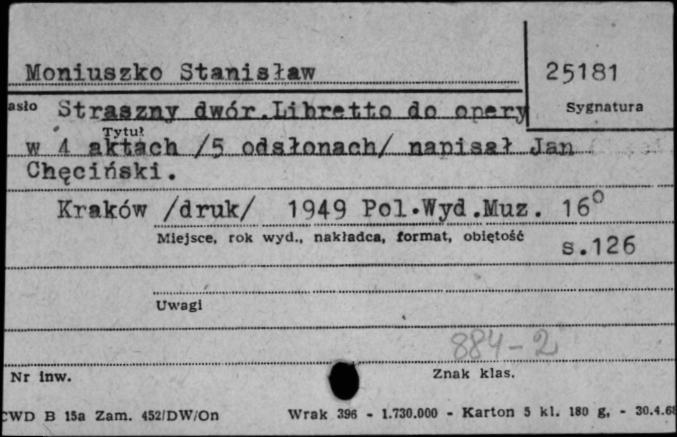 Moniuszko Stanisław
25181
asło Straszny dwór.Libretto do opery
Sygnatura
Tytuł
w 4 aktach /5 odsłonach/ napisał Jan
Chęciński.
Kraków /druk/ 1949 Pol.Wyd.Muz. 16⁰
Miejsce, rok wyd., nakładca, format, objętość
s.126
Uwagi
884-2
Nr inw.
Znak klas.
CWD B 15a Zam. 452/DW/On Wrak 396 - 1.730.000 - Karton 5 kl. 180 g, - 30.4.68